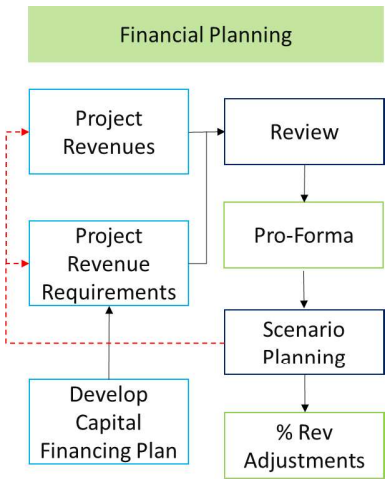 Financial Planning
Project
Revenues
Review
Project
Revenue
Requirements
Pro-Forma
Scenario
Planning
Develop
Capital
Financing Plan
% Rev
Adjustments